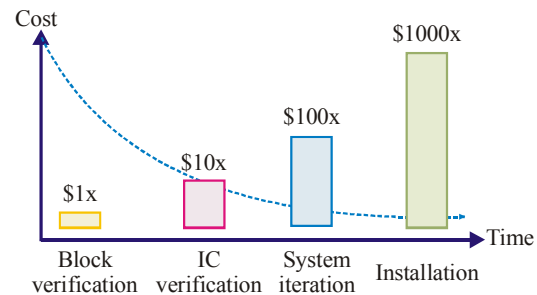 Cost
$1000x
$100x
$10x
$1x
Time
Block
verification
IC
verification
System
iteration
Installation